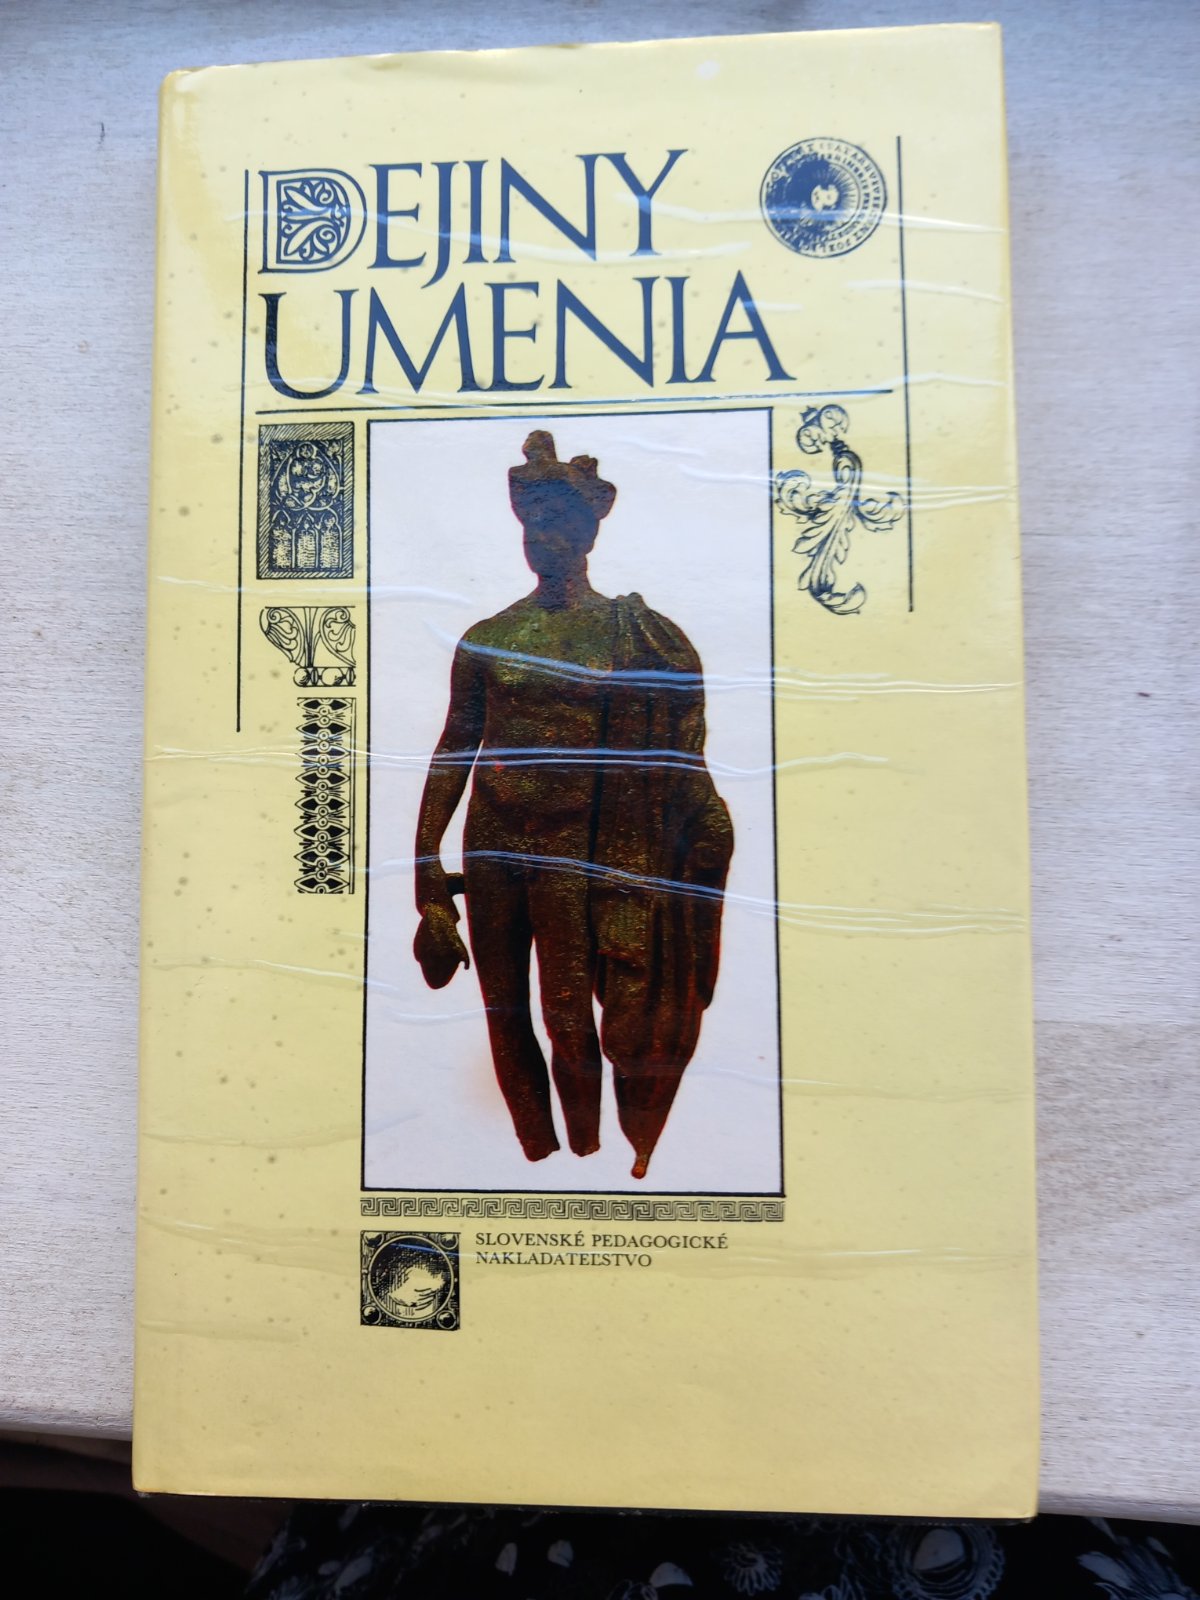 DEJINY
UMENIA
SLOVENSKÉ PEDAGOGICKÉ
NAKLADATEĽSTVO